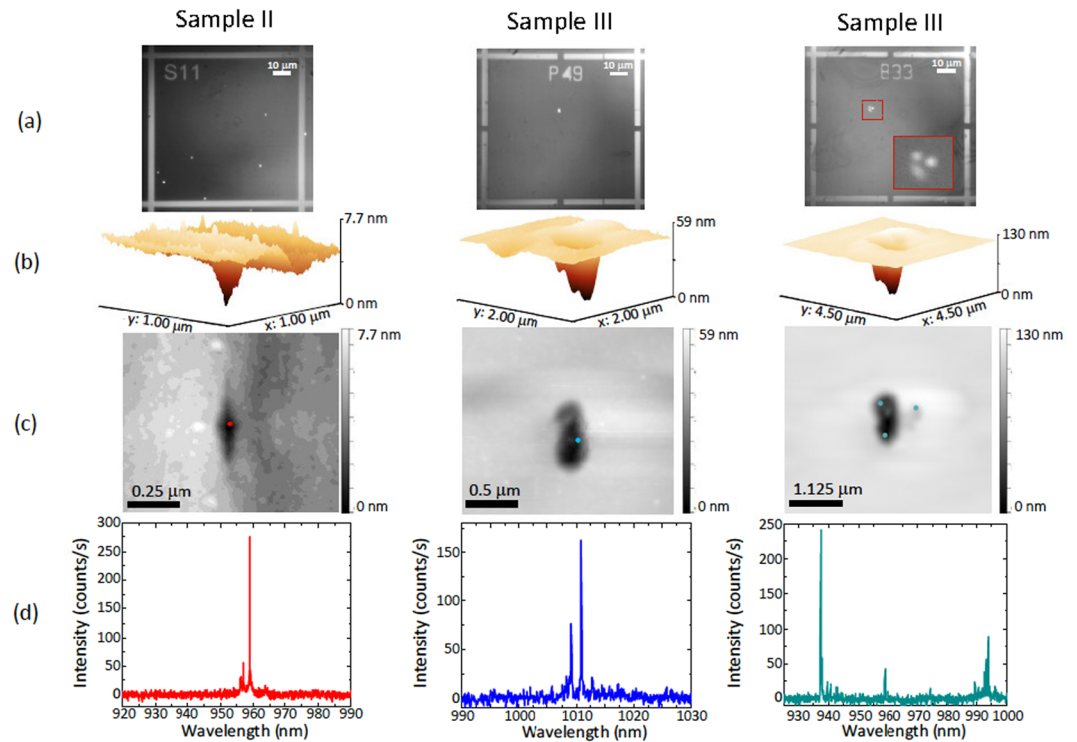 Sample II
Sample III
Sample III
(a)
S11
10 μm
P49
10 μm
E33
10 μm
(b)
7.7 nm
0 nm
y: 1.00 μm
x: 1.00 μm
59 nm
0 nm
y: 2.00 μm
x: 2.00 μm
130 nm
0 nm
y: 4.50 μm
x: 4.50 μm
(c)
7.7 nm
0 nm
0.25 μm
59 nm
0 nm
0.5 μm
130 nm
0 nm
1.125 μm
(d)
Intensity (counts/s)
300
250
200
150
100
50
0
920 930 940 950 960 970 980 990
Wavelength (nm)
Intensity (counts/s)
150
100
50
0
990 1000 1010 1020 1030
Wavelength (nm)
Intensity (counts/s)
250
200
150
100
50
0
930 940 950 960 970 980 990 1000
Wavelength (nm)